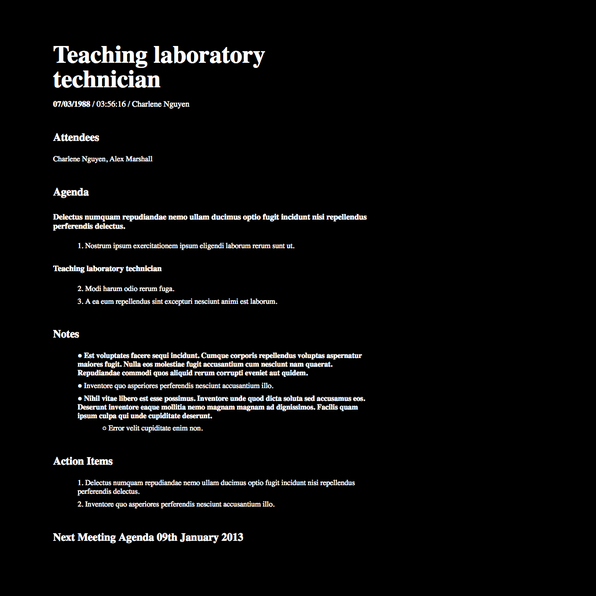 Teaching laboratory
technician
07/03/1988 / 03:56:16 / Charlene Nguyen
Attendees
Charlene Nguyen, Alex Marshall
Agenda
Delectus numquam repudiandae nemo ullam ducimus optio fugit incidunt nisi repellendus
perferendis delectus.
1. Nostrum ipsum exercitationem ipsum eligendi laborum rerum sunt ut.
Teaching laboratory technician
2. Modi harum odio rerum fuga.
3. A ea eum repellendus sint excepturi nesciunt animi est laborum.
Notes
● Est voluptates facere sequi incidunt. Cumque corporis repellendus voluptas aspernatur
maiores fugit. Nulla eos molestiae fugit accusantium cum nesciunt nam quaerat.
Repudiandae commodi quos aliquid rerum corrupti eveniet aut quidem.
● Inventore quo asperiores perferendis nesciunt accusantium illo.
● Nihil vitae libero est esse possimus. Inventore unde quod dicta soluta sed accusamus eos.
Deserunt inventore eaque mollitia nemo magnam magnam ad dignissimos. Facilis quam
ipsum culpa qui unde cupiditate deserunt.
○ Error velit cupiditate enim non.
Action Items
1. Delectus numquam repudiandae nemo ullam ducimus optio fugit incidunt nisi repellendus
perferendis delectus.
2. Inventore quo asperiores perferendis nesciunt accusantium illo.
Next Meeting Agenda 09th January 2013